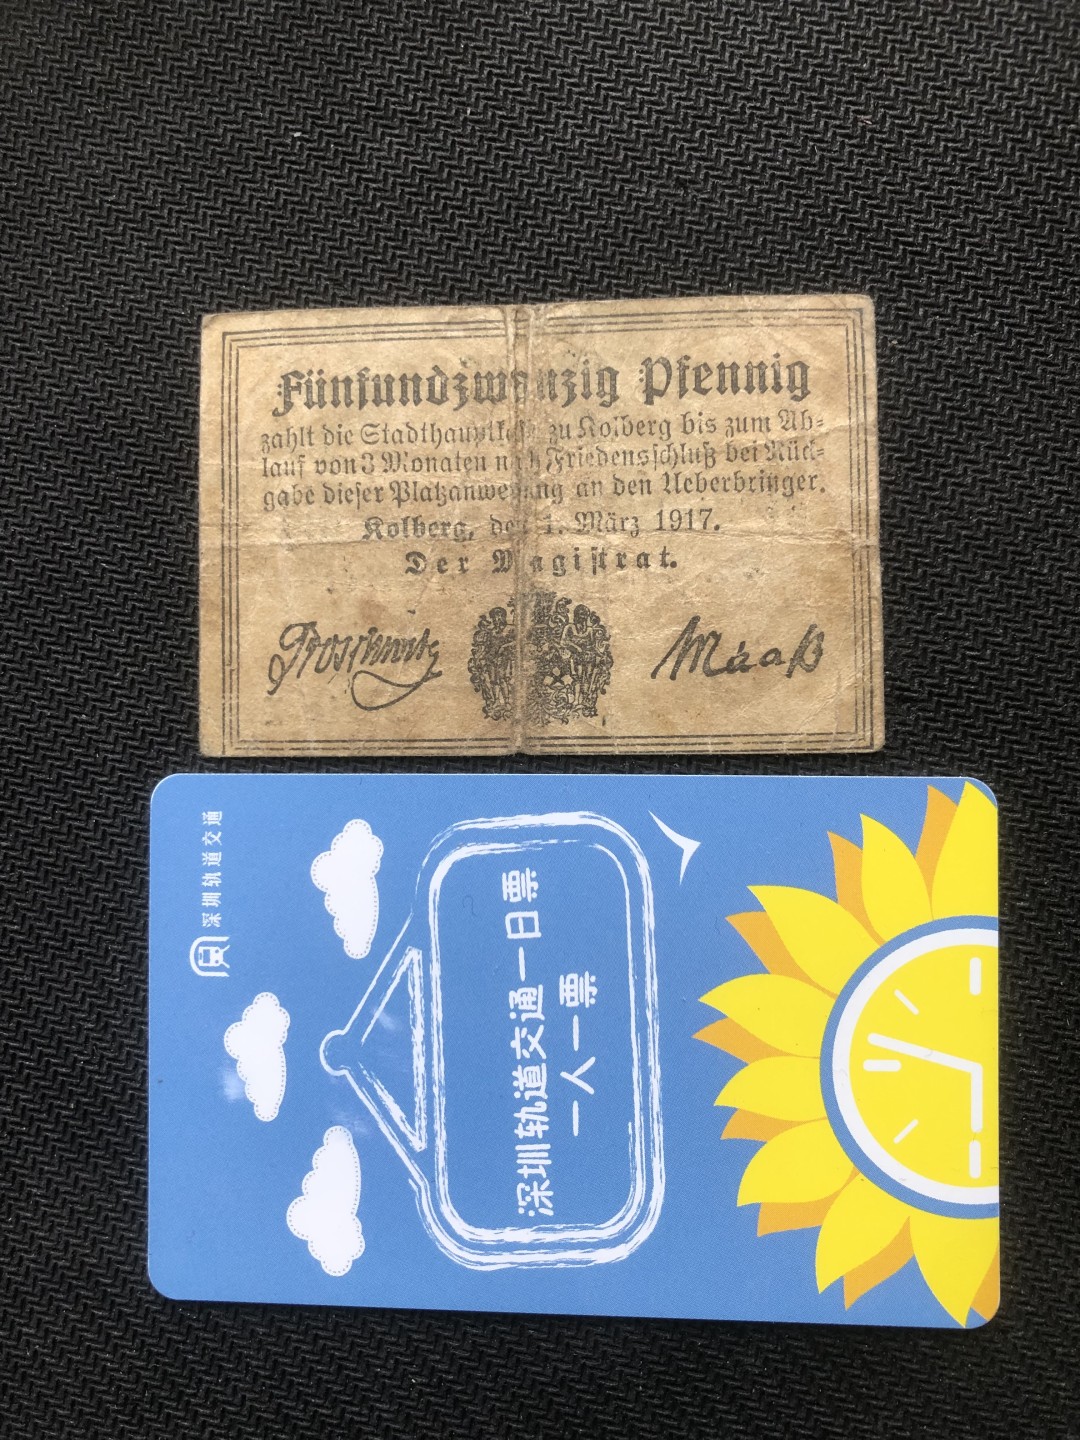 Fünfundzwanzig Pfennig
zahlt die Stadthauptkasse zu Kolberg bis zum Ab-
lauf von 3 Monaten nach Friedensschluß bei Rück-
gabe dieser Platzanweisung an den Ueberbringer.
Kolberg, den 1. März 1917.
Der Magistrat.
Maaß
深圳轨道交通
深圳轨道交通一日票
一人一票